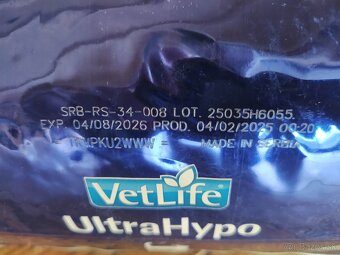 SRB-RS-34-008 LOT. 25035H6055
EXP. 04/08/2026 PROD. 04/02/2025 00:20
MADE IN SERBIA
VetLife
UltraHypo